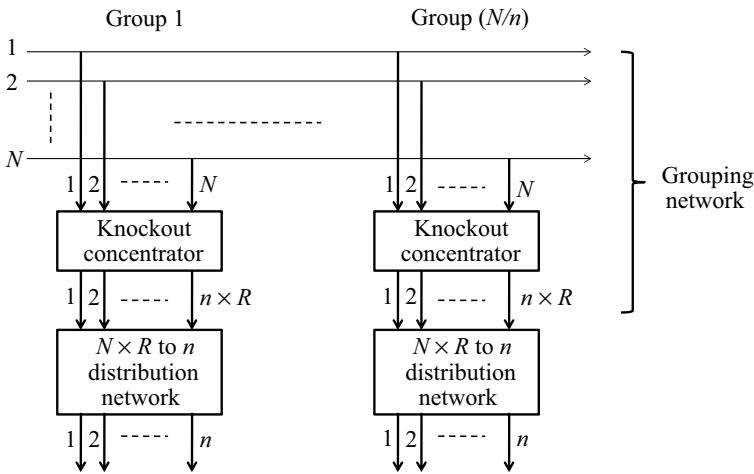 Group 1
Group (N/n)
1
2
N
1 2 N
1 2 N
Grouping
network
Knockout
concentrator
Knockout
concentrator
1 2 n × R
1 2 n × R
N × R to n
distribution
network
N × R to n
distribution
network
1 2 n
1 2 n